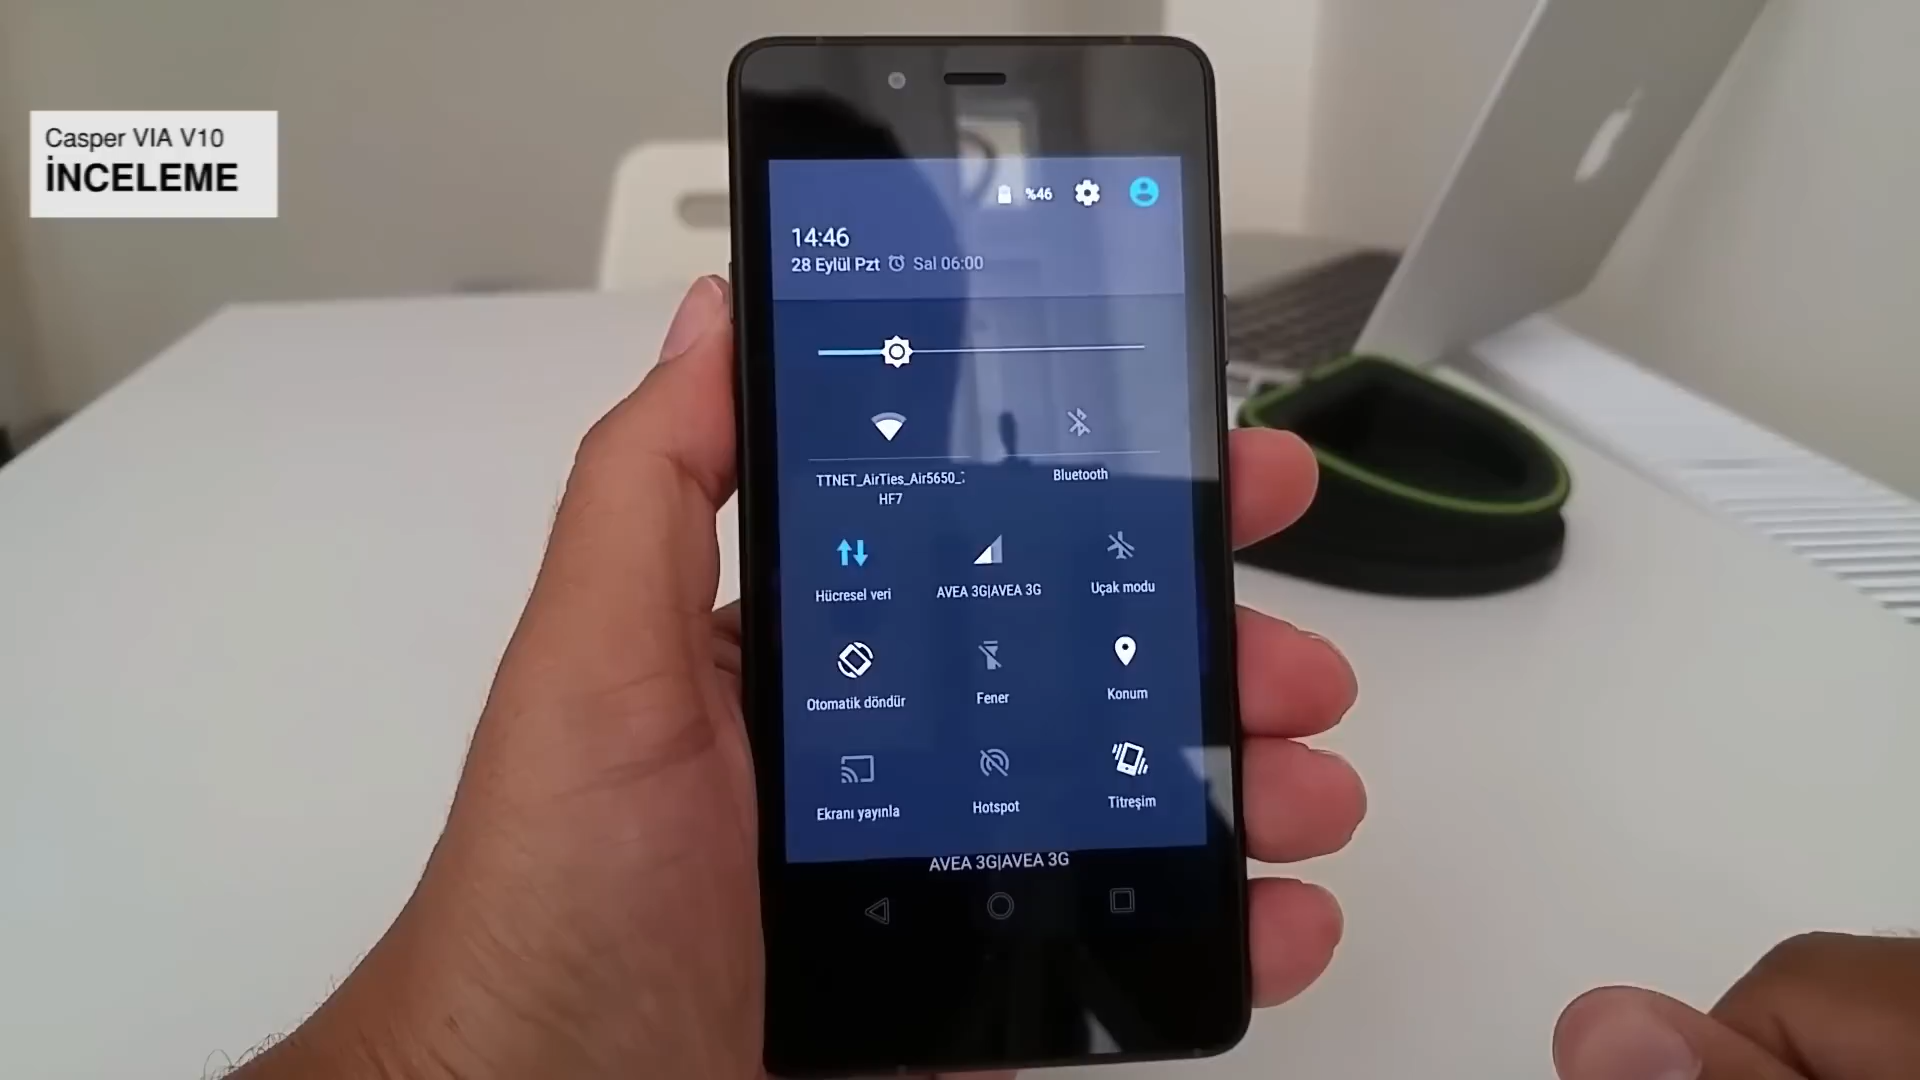 Casper VIA V10
İNCELEME
%46
14:46
28 Eylül Pzt Sal 06:00
TTNET_AirTies_Air5650_
HF7
Bluetooth
Hücresel veri
AVEA 3G|AVEA 3G
Uçak modu
Otomatik döndür
Fener
Konum
Ekranı yayınla
Hotspot
Titreşim
AVEA 3G|AVEA 3G